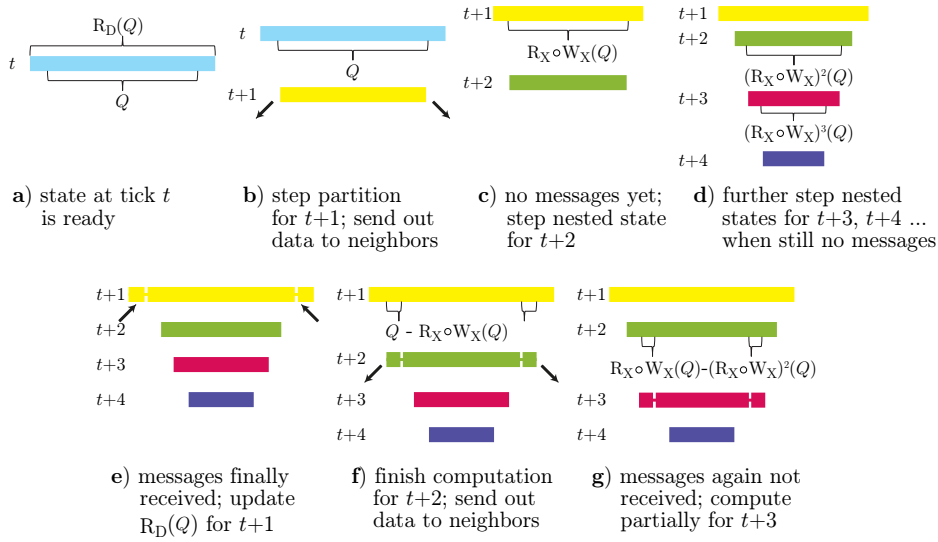 R_D(Q)
t
Q
a) state at tick t
is ready
t
Q
t+1
b) step partition
for t+1; send out
data to neighbors
t+1
R_X∘W_X(Q)
t+2
c) no messages yet;
step nested state
for t+2
t+1
t+2
(R_X∘W_X)²(Q)
t+3
(R_X∘W_X)³(Q)
t+4
d) further step nested
states for t+3, t+4 ...
when still no messages
t+1
t+2
t+3
t+4
e) messages finally
received; update
R_D(Q) for t+1
t+1
Q - R_X∘W_X(Q)
t+2
t+3
t+4
f) finish computation
for t+2; send out
data to neighbors
t+1
t+2
R_X∘W_X(Q)-(R_X∘W_X)²(Q)
t+3
t+4
g) messages again not
received; compute
partially for t+3